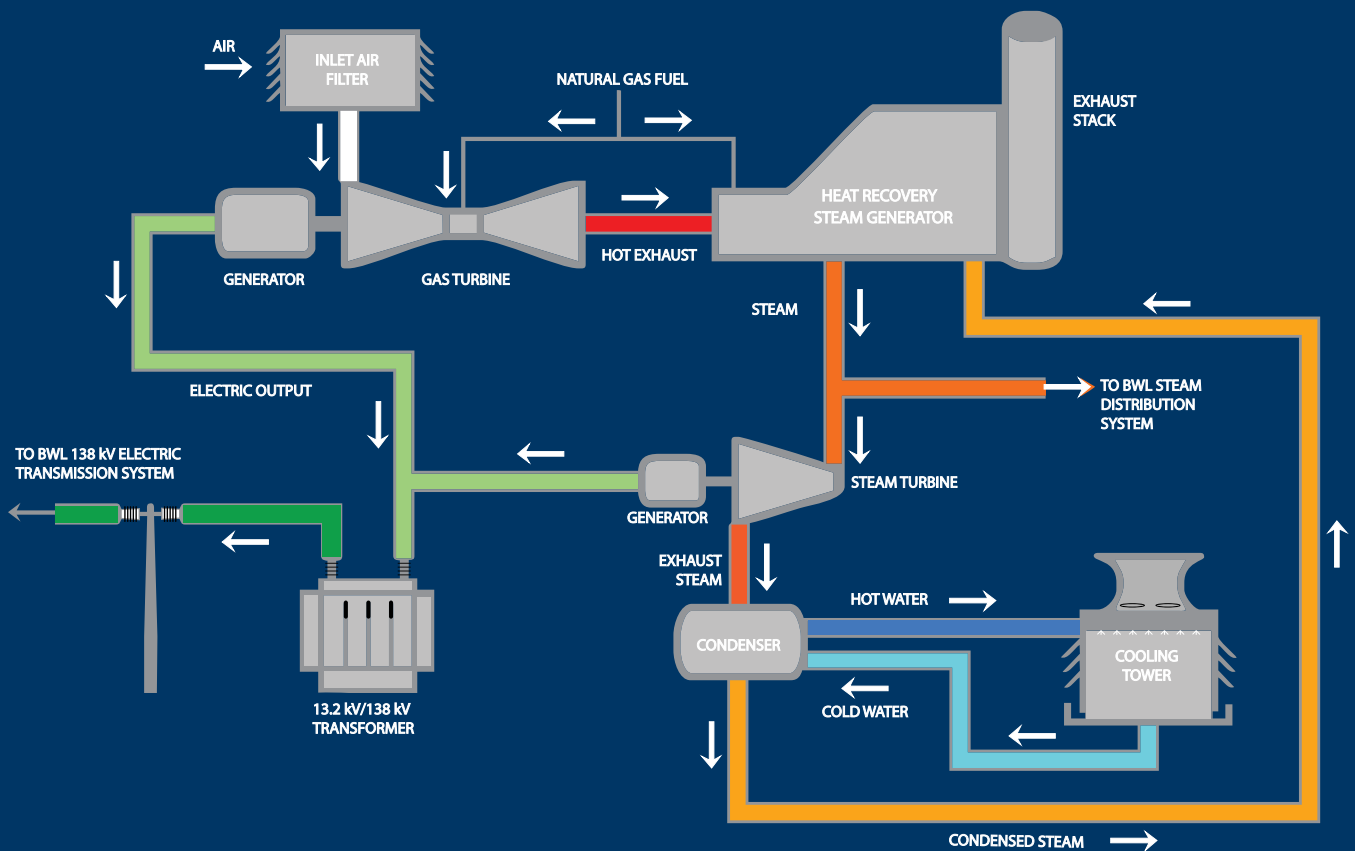 AIR
INLET AIR
FILTER
NATURAL GAS FUEL
EXHAUST
STACK
HEAT RECOVERY
STEAM GENERATOR
GENERATOR
GAS TURBINE
HOT EXHAUST
STEAM
ELECTRIC OUTPUT
TO BWL STEAM
DISTRIBUTION
SYSTEM
TO BWL 138 kV ELECTRIC
TRANSMISSION SYSTEM
STEAM TURBINE
GENERATOR
EXHAUST
STEAM
HOT WATER
CONDENSER
COOLING
TOWER
COLD WATER
13.2 kV/138 kV
TRANSFORMER
CONDENSED STEAM